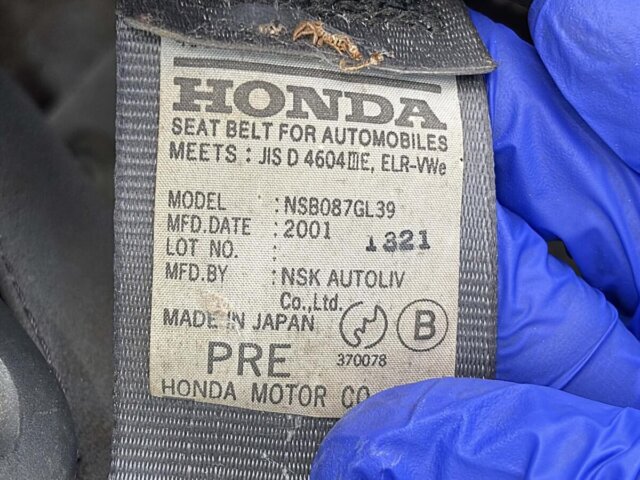 HONDA
SEAT BELT FOR AUTOMOBILES
MEETS : JIS D 4604ⅢE, ELR-VWe
MODEL :NSB087GL39
MFD.DATE :2001
LOT NO. : 1321
MFD.BY :NSK AUTOLIV
Co.,Ltd.
MADE IN JAPAN
B
370078
PRE
HONDA MOTOR CO